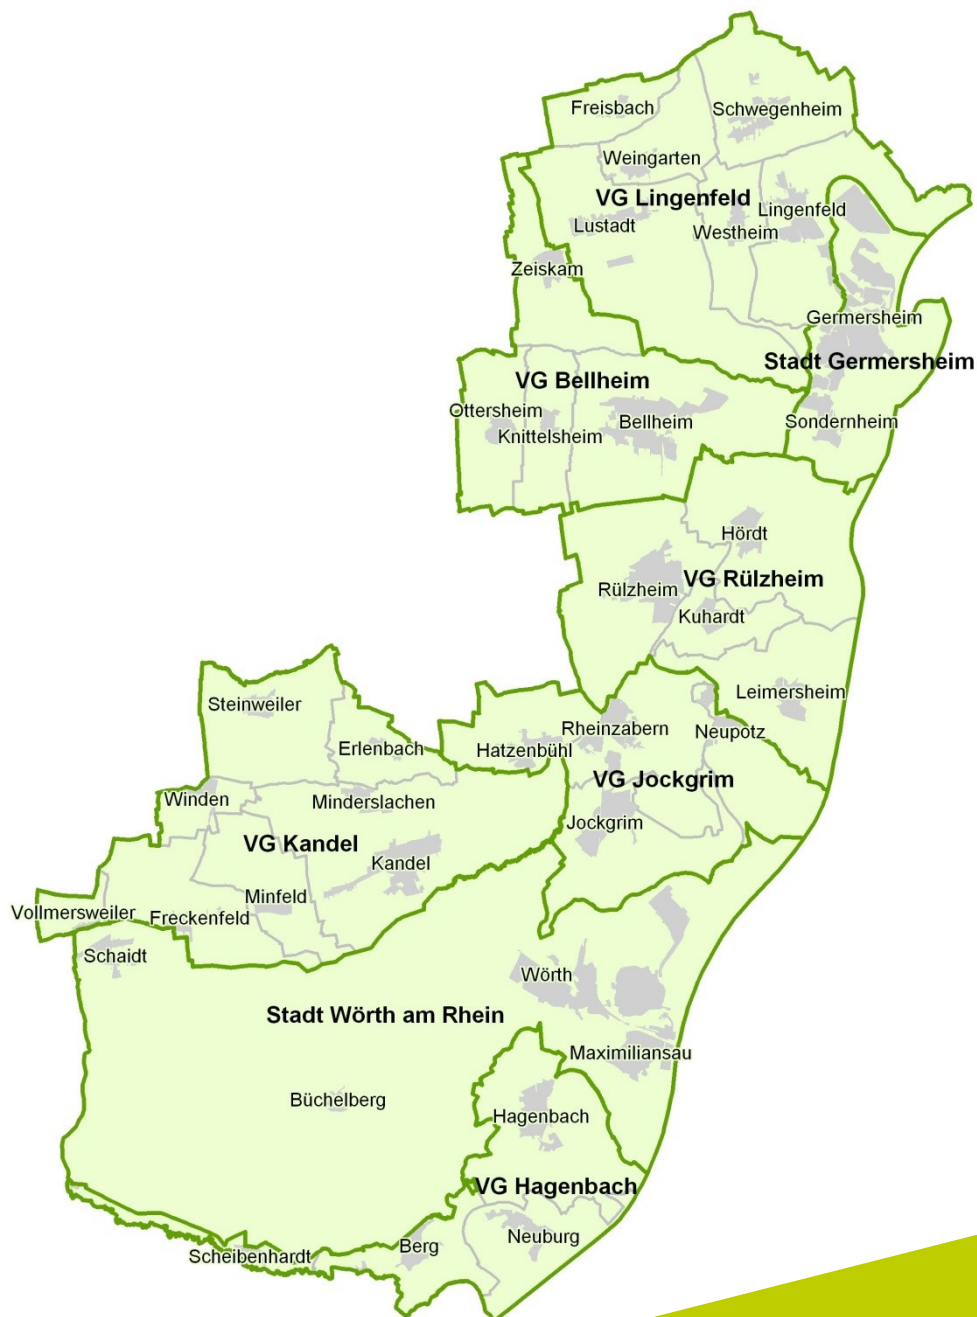 Freisbach
Schwegenheim
Weingarten
VG Lingenfeld
Lingenfeld
Lustadt
Westheim
Zeiskam
Germersheim
Stadt Germersheim
VG Bellheim
Ottersheim
Knittelsheim
Bellheim
Sondernheim
Hördt
VG Rülzheim
Rülzheim
Kuhardt
Leimersheim
Steinweiler
Erlenbach
Hatzenbühl
Rheinzabern
Neupotz
VG Jockgrim
Winden
Minderslachen
Jockgrim
VG Kandel
Kandel
Minfeld
Vollmersweiler
Freckenfeld
Schaidt
Wörth
Stadt Wörth am Rhein
Maximiliansau
Büchelberg
Hagenbach
VG Hagenbach
Neuburg
Berg
Scheibenhardt